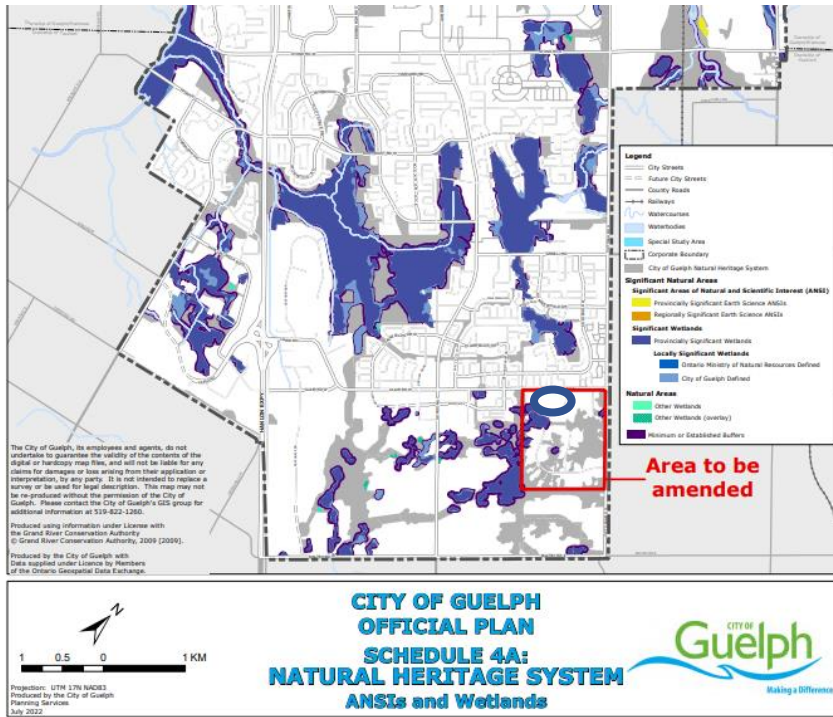 Legend
City Streets
Future City Streets
County Roads
Railways
Watercourses
Waterbodies
Special Study Area
Corporate Boundary
City of Guelph Natural Heritage System
Significant Natural Areas
Significant Areas of Natural and Scientific Interest (ANSI)
Provincially Significant Earth Science ANSIs
Regionally Significant Earth Science ANSIs
Significant Wetlands
Provincially Significant Wetlands
Locally Significant Wetlands
Ontario Ministry of Natural Resources Defined
City of Guelph Defined
Natural Areas
Other Wetlands
Other Wetlands (overlay)
Minimum or Established Buffers
HANLON EXPY
Area to be
amended
The City of Guelph, its employees and agents, do not
undertake to guarantee the validity of the contents of the
digital or hardcopy map files, and will not be liable for any
claims for damages or loss arising from their application or
interpretation, by any party. It is not intended to replace a
survey or be used for legal description. This map may not
be re-produced without the permission of the City of
Guelph. Please contact the City of Guelph's GIS group for
additional information at 519-822-1260.
Produced using information under License with
the Grand River Conservation Authority
© Grand River Conservation Authority, 2009 [2009].
Produced by the City of Guelph with
Data supplied under Licence by Members
of the Ontario Geospatial Data Exchange.
N
1 0.5 0 1 KM
Projection: UTM 17N NAD83
Produced by the City of Guelph
Planning Services
July 2022
CITY OF GUELPH
OFFICIAL PLAN
SCHEDULE 4A:
NATURAL HERITAGE SYSTEM
ANSIs and Wetlands
CITY OF
Guelph
Making a Difference